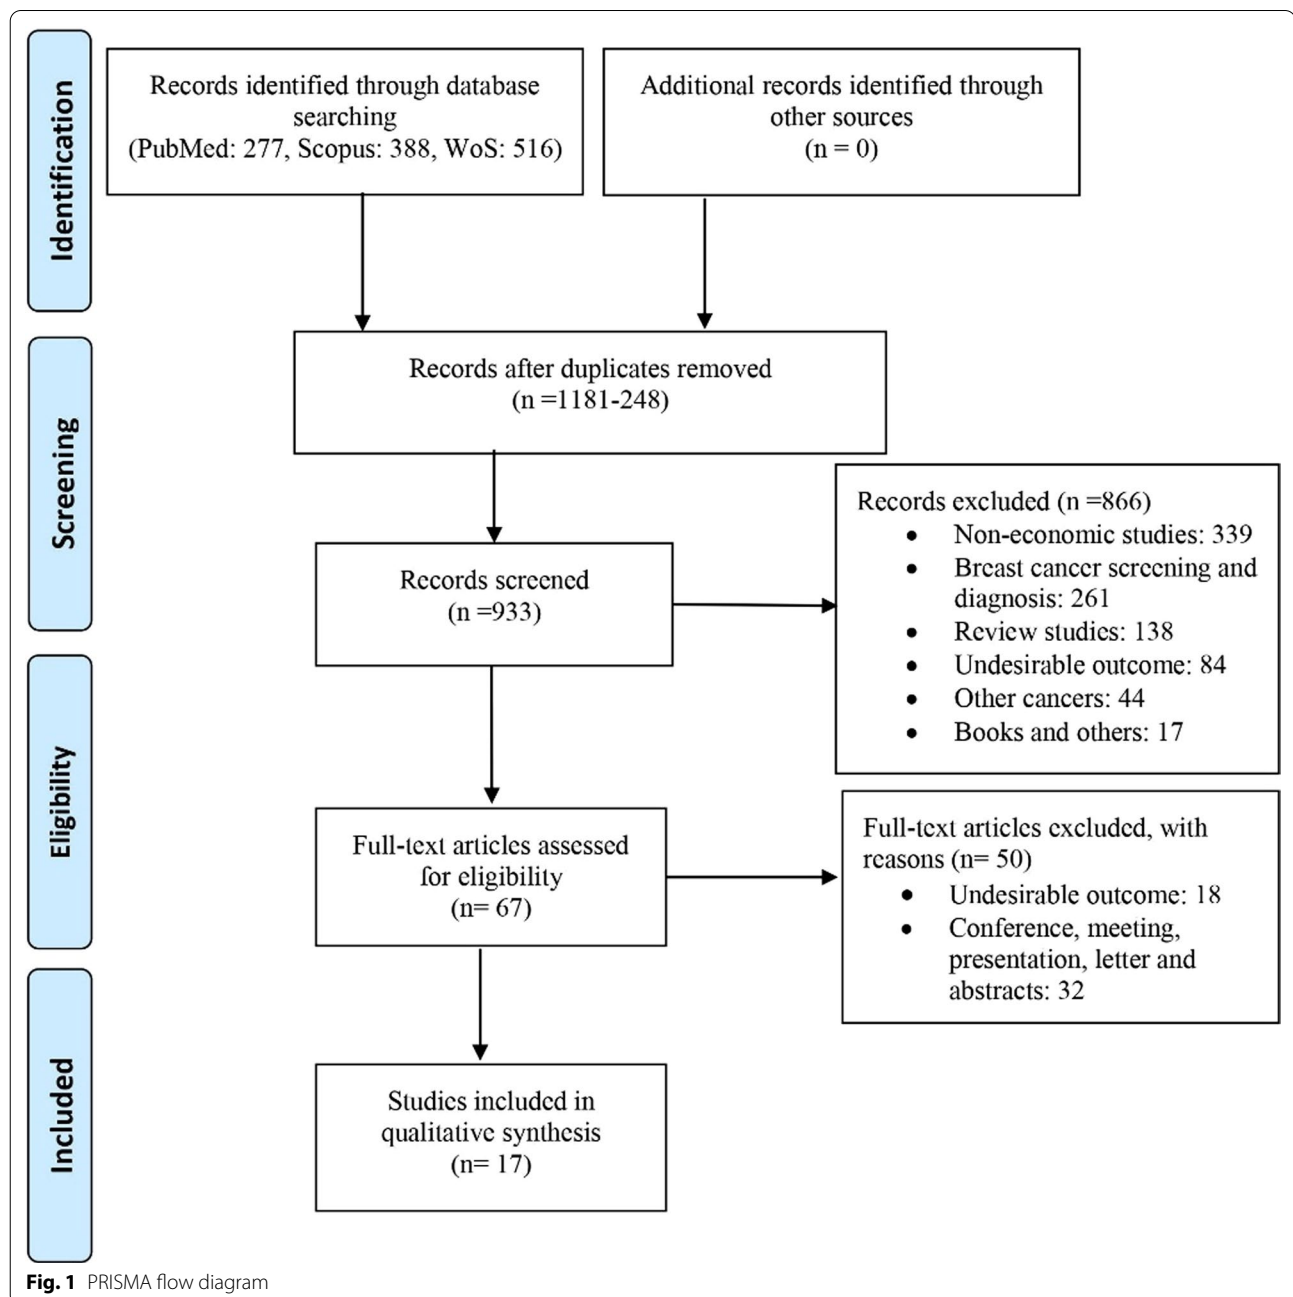 Identification
Records identified through database
searching
(PubMed: 277, Scopus: 388, WoS: 516)
Additional records identified through
other sources
(n = 0)
Screening
Records after duplicates removed
(n =1181-248)
Records screened
(n =933)
Records excluded (n =866)
• Non-economic studies: 339
• Breast cancer screening and
diagnosis: 261
• Review studies: 138
• Undesirable outcome: 84
• Other cancers: 44
• Books and others: 17
Eligibility
Full-text articles assessed
for eligibility
(n= 67)
Full-text articles excluded, with
reasons (n= 50)
• Undesirable outcome: 18
• Conference, meeting,
presentation, letter and
abstracts: 32
Included
Studies included in
qualitative synthesis
(n= 17)
Fig. 1 PRISMA flow diagram